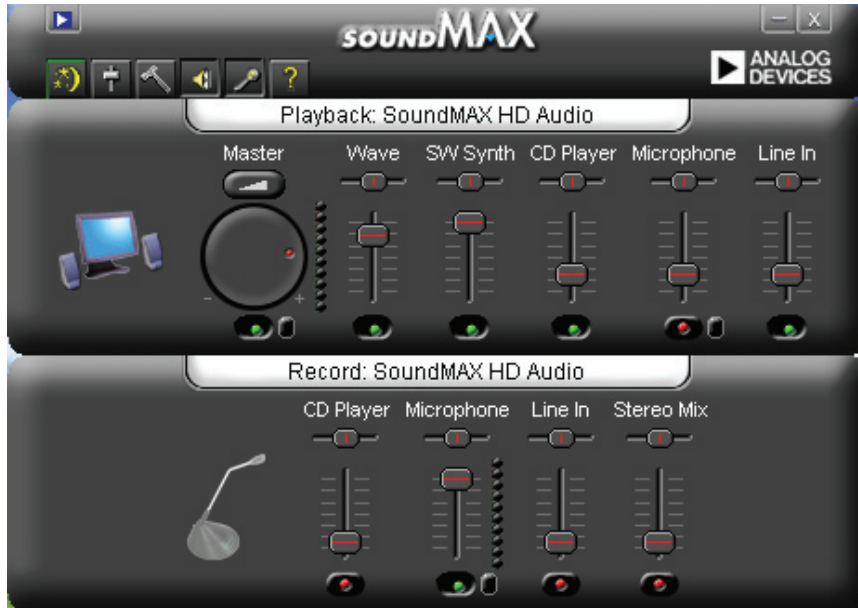 SOUNDMAX
ANALOG
DEVICES
?
X
Playback: SoundMAX HD Audio
Master Wave SW Synth CD Player Microphone Line In
- +
Record: SoundMAX HD Audio
CD Player Microphone Line In Stereo Mix